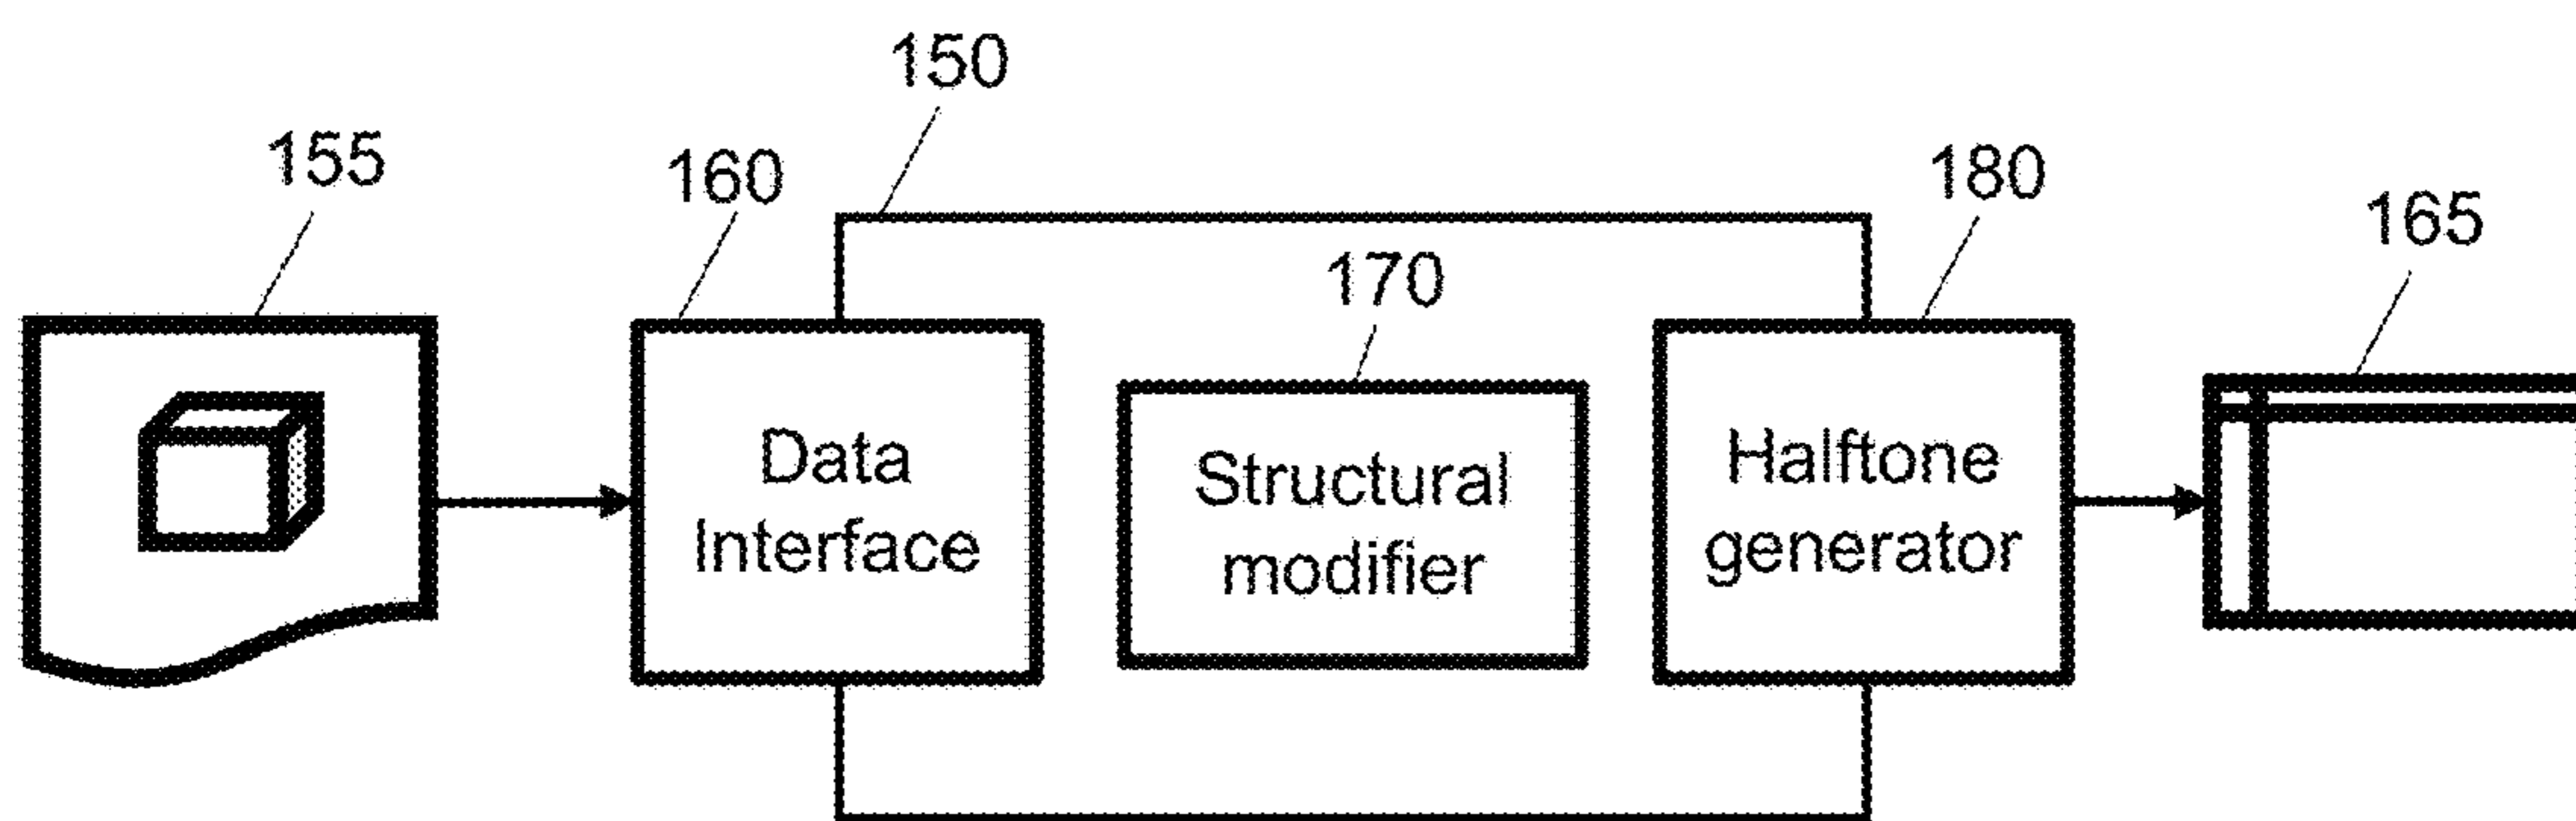 150
155
160
180
165
170
Data
Interface
Structural
modifier
Halftone
generator